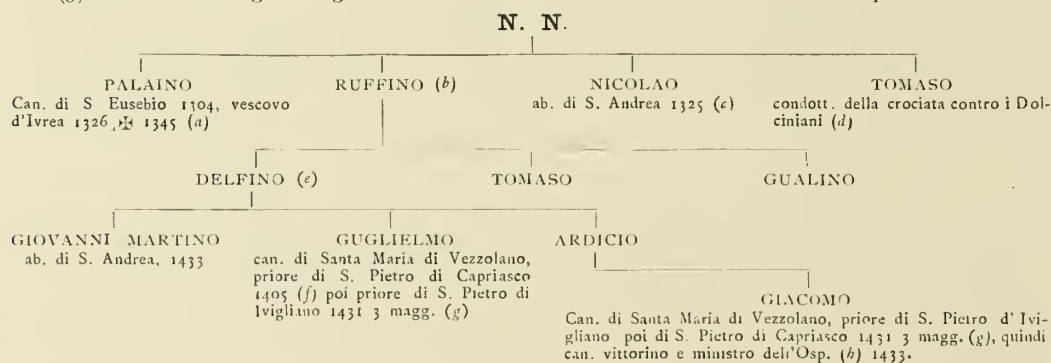 N. N.
PALAINO
Can. di S Eusebio 1304, vescovo
d'Ivrea 1326, ✠ 1345 (a)
RUFFINO (b)
NICOLAO
ab. di S. Andrea 1325 (c)
TOMASO
condott. della crociata contro i Dol-
ciniani (d)
DELFINO (e)
TOMASO
GUALINO
GIOVANNI MARTINO
ab. di S. Andrea, 1433
GUGLIELMO
can. di Santa Maria di Vezzolano,
priore di S. Pietro di Capriasco
1405 (f) poi priore di S. Pietro di
Ivigliano 1431 3 magg. (g)
ARDICIO
GIACOMO
Can. di Santa Maria di Vezzolano, priore di S. Pietro d' Ivi-
gliano poi di S. Pietro di Capriasco 1431 3 magg. (g), quindi
can. vittorino e ministro dell'Osp. (h) 1433.